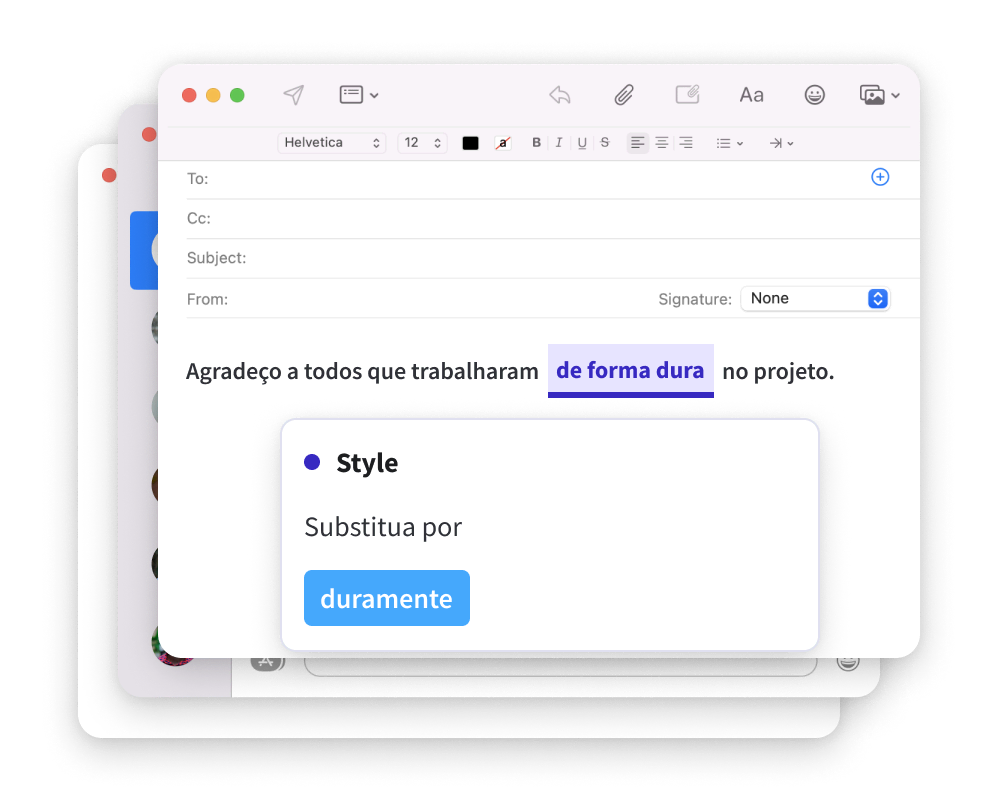 Aa
Helvetica 12 a B I U S
To:
Cc:
Subject:
From: Signature: None
Agradeço a todos que trabalharam de forma dura no projeto.
Style
Substitua por
duramente